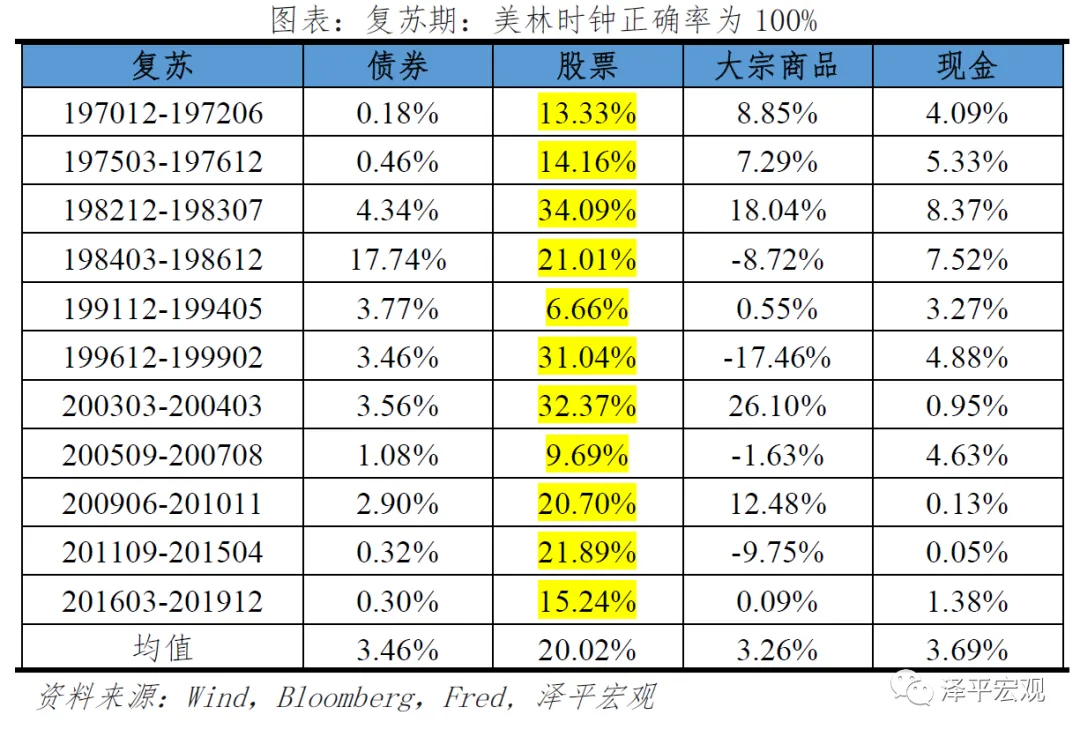 图表：复苏期：美林时钟正确率为 100%
复苏 债券 股票 大宗商品 现金
197012-197206 0.18% 13.33% 8.85% 4.09%
197503-197612 0.46% 14.16% 7.29% 5.33%
198212-198307 4.34% 34.09% 18.04% 8.37%
198403-198612 17.74% 21.01% -8.72% 7.52%
199112-199405 3.77% 6.66% 0.55% 3.27%
199612-199902 3.46% 31.04% -17.46% 4.88%
200303-200403 3.56% 32.37% 26.10% 0.95%
200509-200708 1.08% 9.69% -1.63% 4.63%
200906-201011 2.90% 20.70% 12.48% 0.13%
201109-201504 0.32% 21.89% -9.75% 0.05%
201603-201912 0.30% 15.24% 0.09% 1.38%
均值 3.46% 20.02% 3.26% 3.69%
资料来源：Wind，Bloomberg，Fred，泽平宏观
泽平宏观